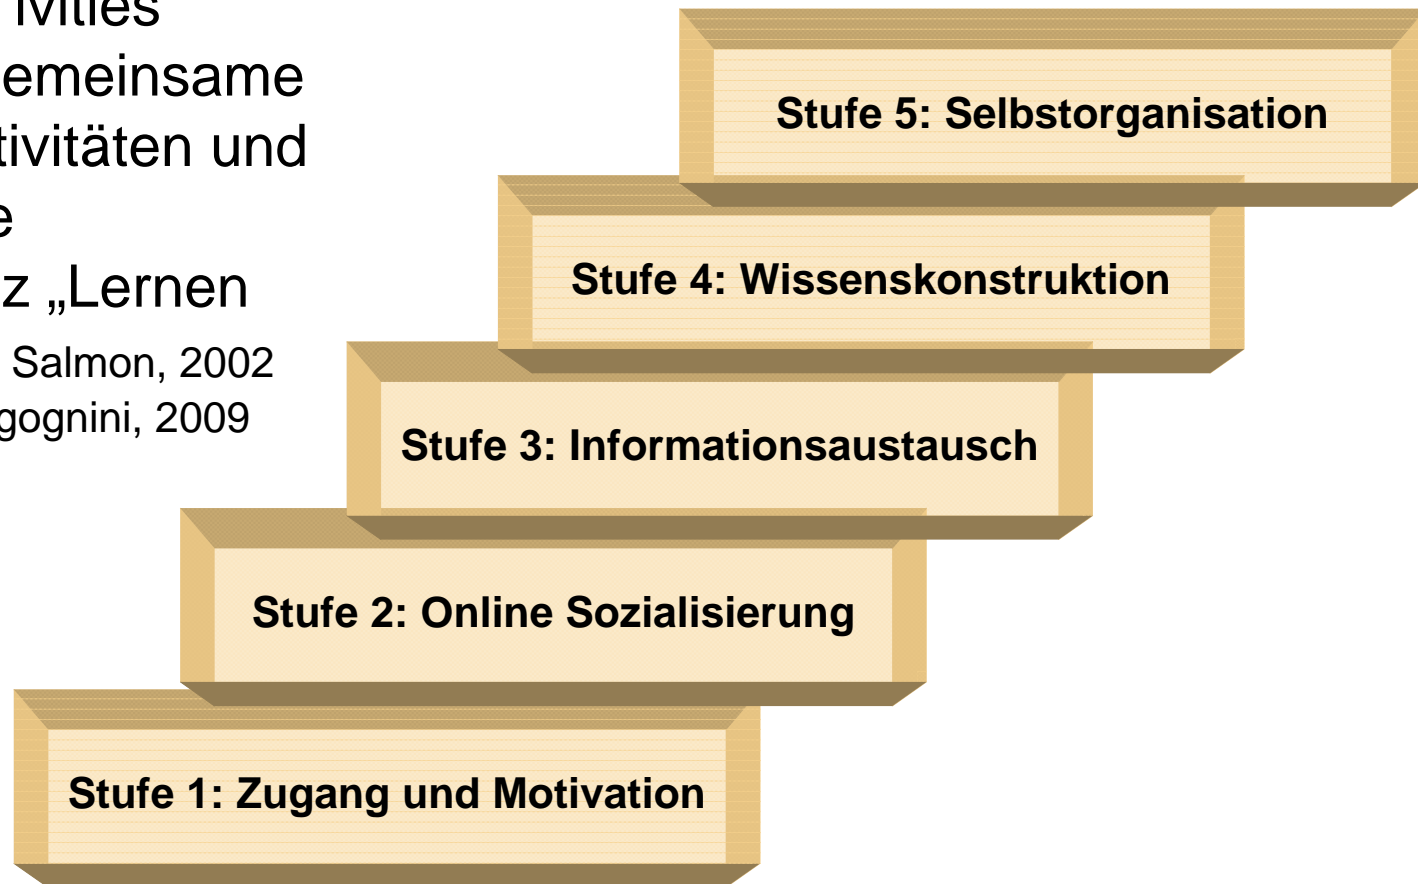 ivities
emeinsame
tivitäten und
e
z „Lernen
Salmon, 2002
gognini, 2009
Stufe 5: Selbstorganisation
Stufe 4: Wissenskonstruktion
Stufe 3: Informationsaustausch
Stufe 2: Online Sozialisierung
Stufe 1: Zugang und Motivation